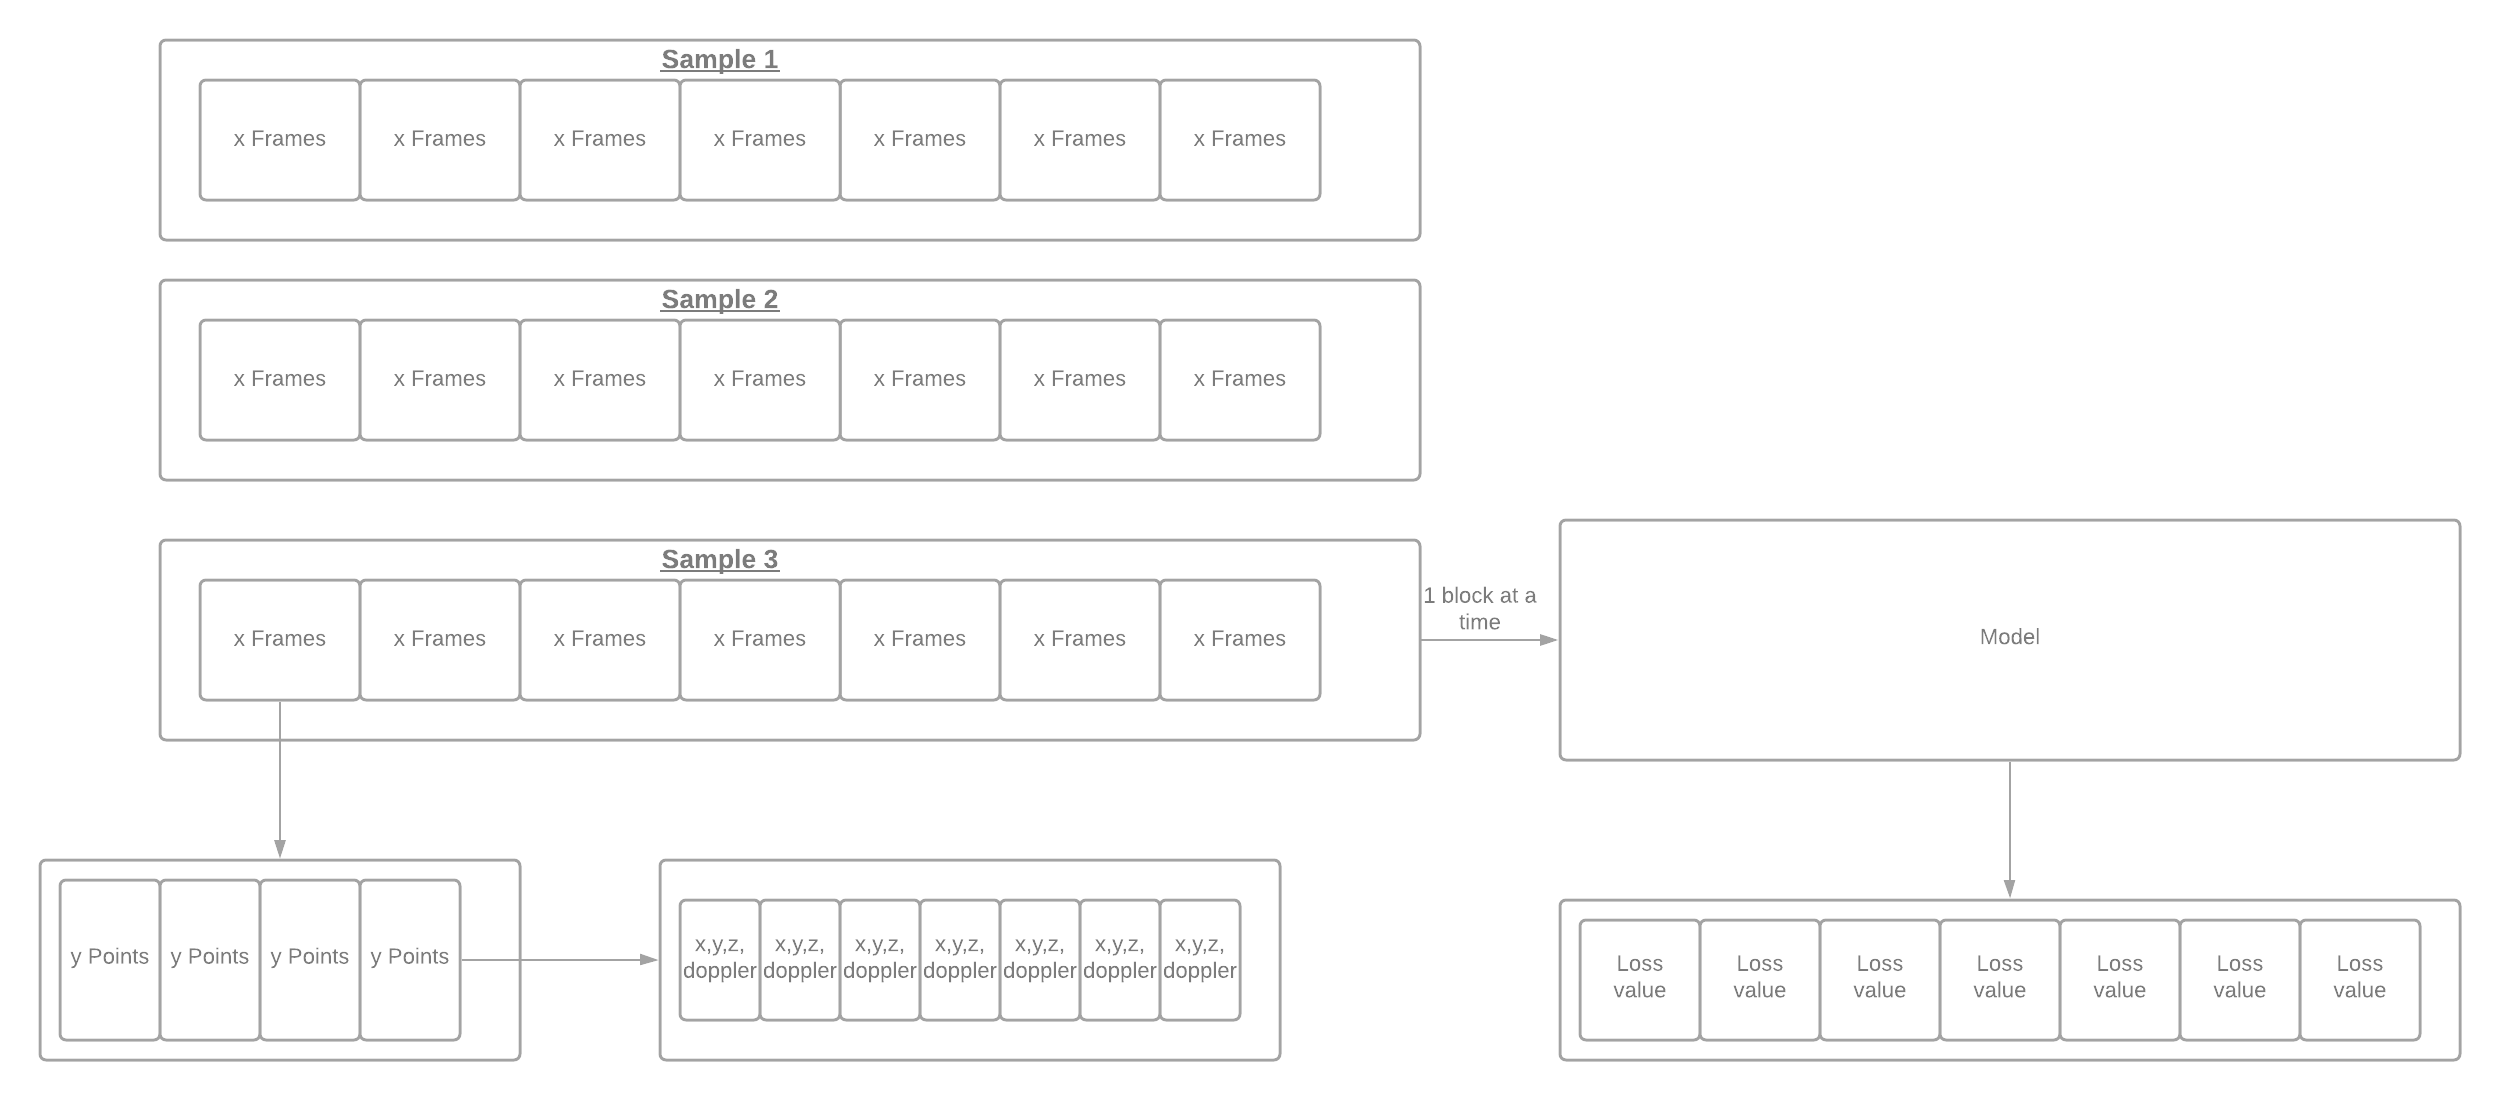 Sample 1
x Frames
x Frames
x Frames
x Frames
x Frames
x Frames
x Frames
Sample 2
x Frames
x Frames
x Frames
x Frames
x Frames
x Frames
x Frames
Sample 3
x Frames
x Frames
x Frames
x Frames
x Frames
x Frames
x Frames
1 block at a
time
Model
y Points
y Points
y Points
y Points
x,y,z,
doppler
x,y,z,
doppler
x,y,z,
doppler
x,y,z,
doppler
x,y,z,
doppler
x,y,z,
doppler
x,y,z,
doppler
Loss
value
Loss
value
Loss
value
Loss
value
Loss
value
Loss
value
Loss
value